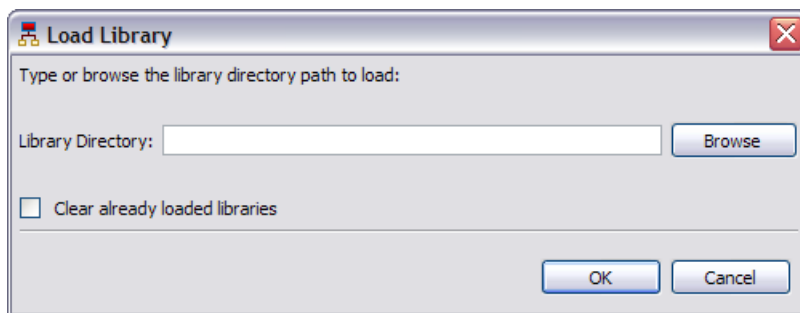 Load Library
Type or browse the library directory path to load:
Library Directory: Browse
Clear already loaded libraries
OK Cancel